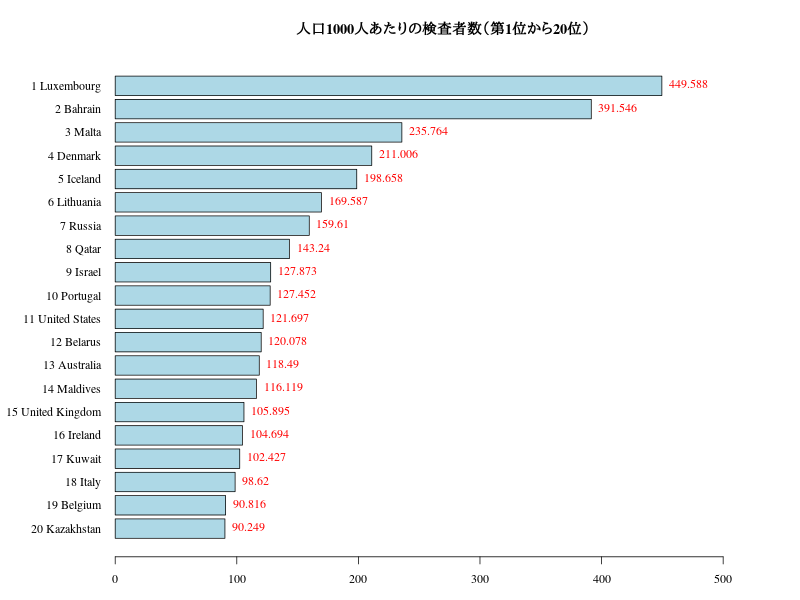 人口1000人あたりの検査者数（第1位から20位）
1 Luxembourg 449.588
2 Bahrain 391.546
3 Malta 235.764
4 Denmark 211.006
5 Iceland 198.658
6 Lithuania 169.587
7 Russia 159.61
8 Qatar 143.24
9 Israel 127.873
10 Portugal 127.452
11 United States 121.697
12 Belarus 120.078
13 Australia 118.49
14 Maldives 116.119
15 United Kingdom 105.895
16 Ireland 104.694
17 Kuwait 102.427
18 Italy 98.62
19 Belgium 90.816
20 Kazakhstan 90.249
0 100 200 300 400 500